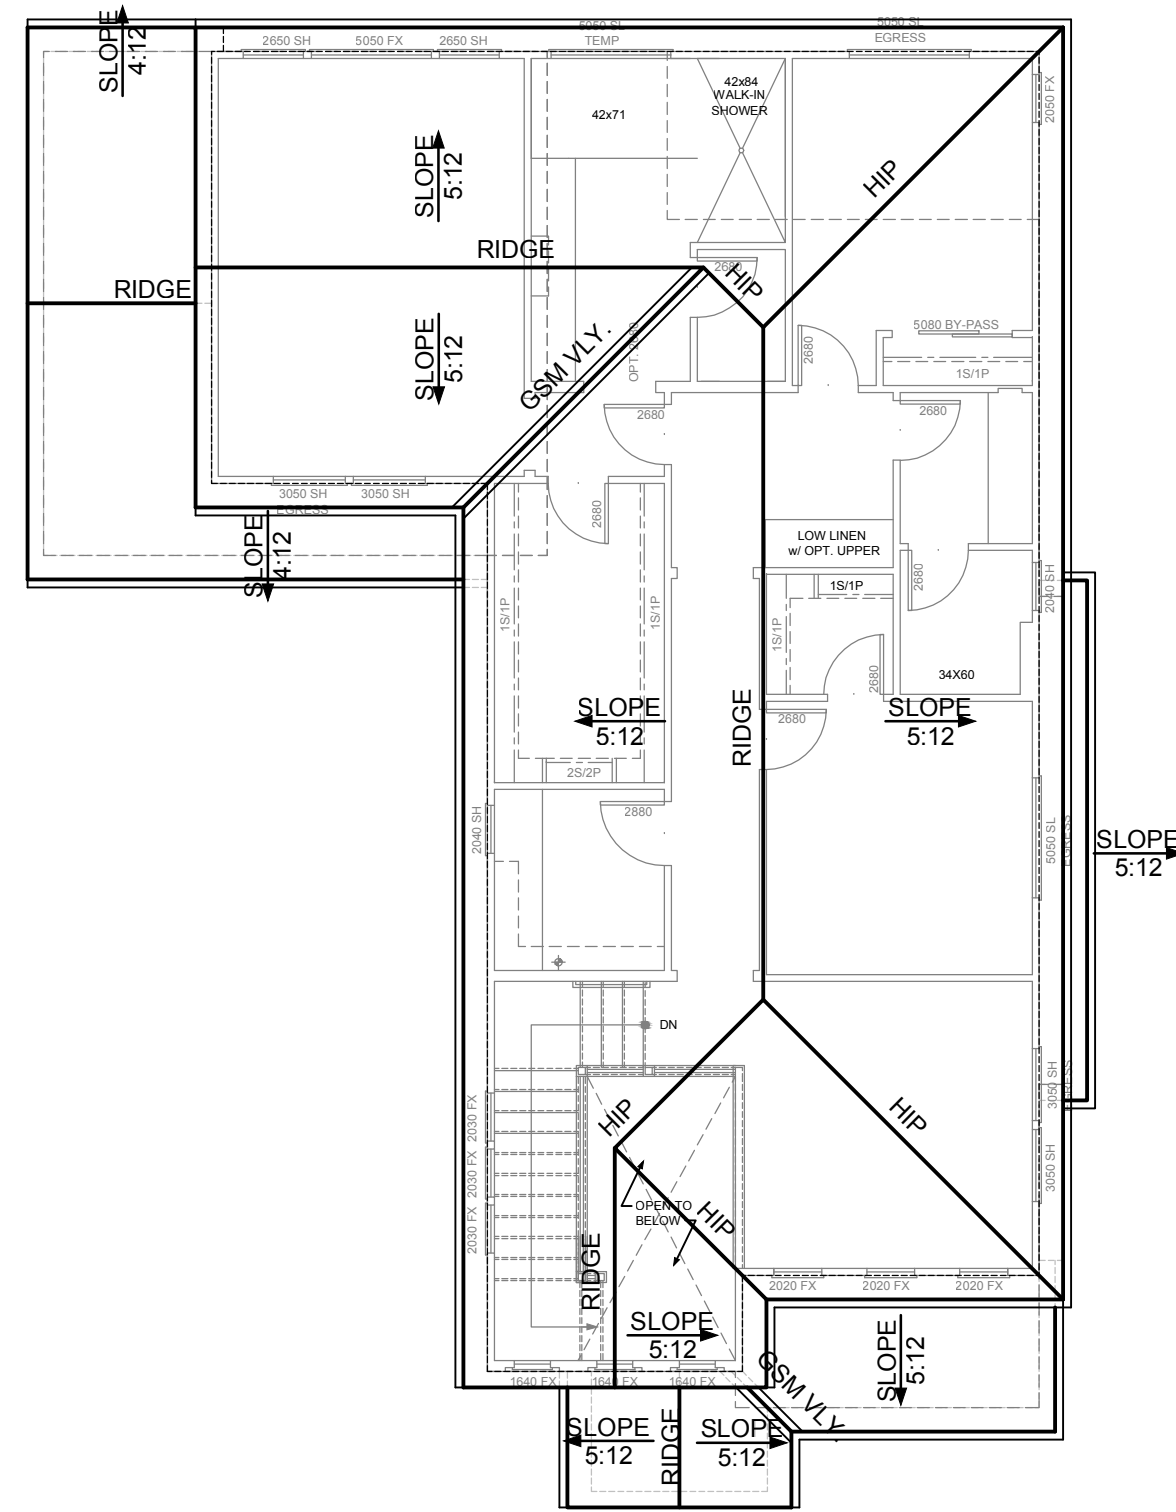 5050 SL
TEMP
5050 SL
EGRESS
2650 SH
5050 FX
2650 SH
SLOPE
4:12
42x84
WALK-IN
SHOWER
42x71
2050 FX
SLOPE
5:12
HIP
RIDGE
RIDGE
2680
HIP
SLOPE
5:12
GSM VLY.
2680
5080 BY-PASS
1S/1P
2680
2680
3050 SH
EGRESS
3050 SH
2680
SLOPE
4:12
LOW LINEN
w/ OPT. UPPER
1S/1P
1S/1P
1S/1P
1S/1P
2680
2040 SH
2680
34X60
SLOPE
5:12
RIDGE
2680
SLOPE
5:12
2S/2P
2040 SH
2880
5050 SL
EGRESS
SLOPE
5:12
DN
2030 FX
2030 FX
2030 FX
HIP
HIP
3050 SH
EGRESS
3050 SH
OPEN TO
BELOW
HIP
RIDGE
2020 FX
2020 FX
2020 FX
SLOPE
5:12
1640 FX
1640 FX
1640 FX
GSM VLY.
SLOPE
5:12
SLOPE
5:12
RIDGE
SLOPE
5:12